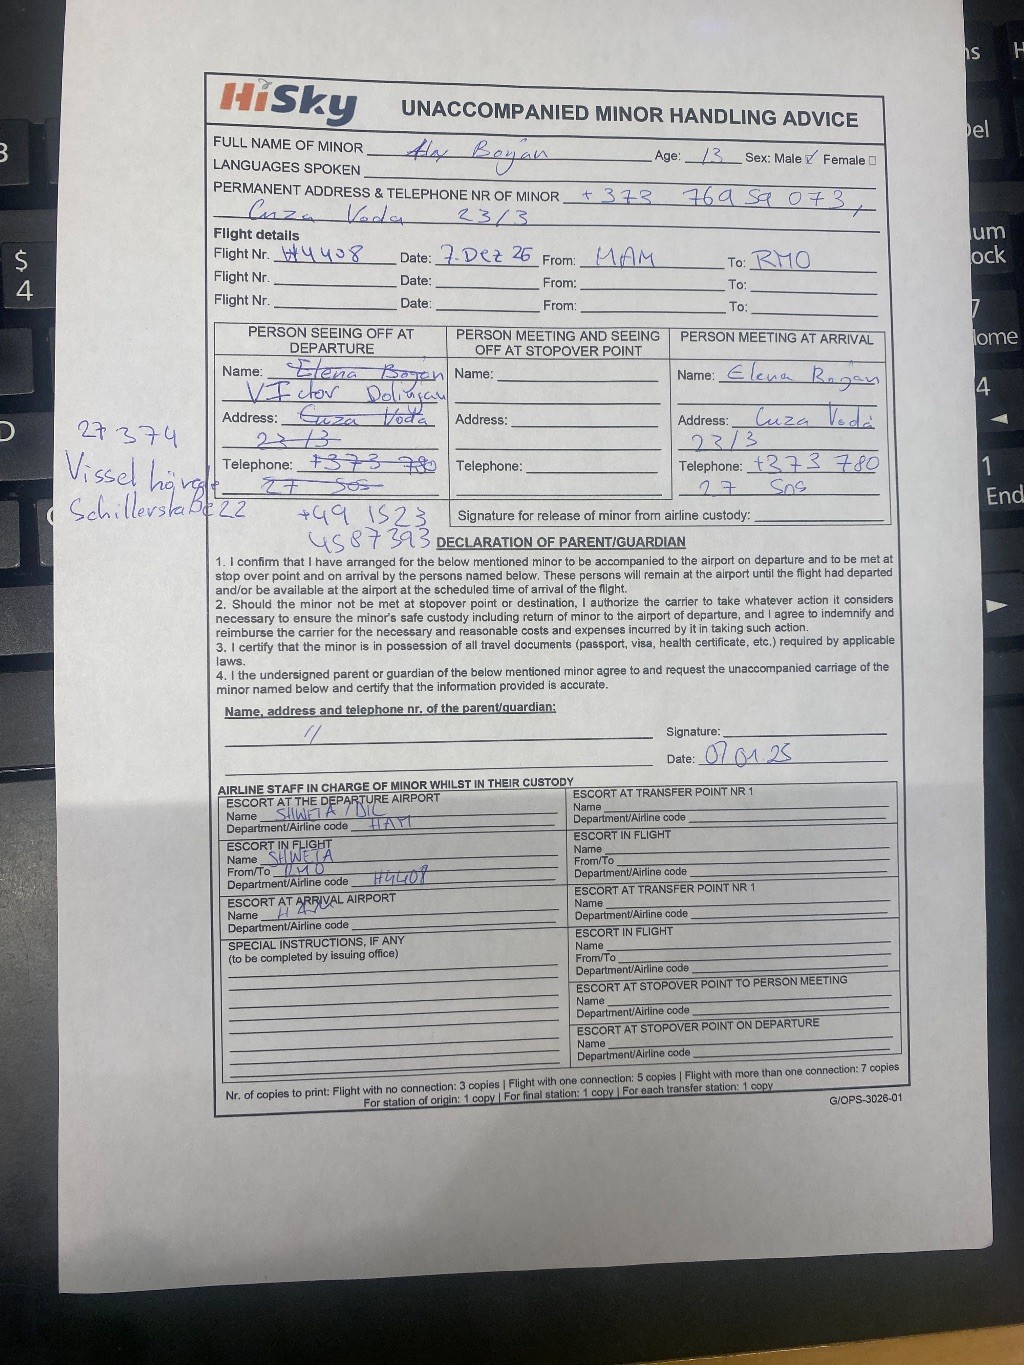 HiSky UNACCOMPANIED MINOR HANDLING ADVICE
FULL NAME OF MINOR Boyan Age: 13 Sex: Male ✓ Female ☐
LANGUAGES SPOKEN
PERMANENT ADDRESS & TELEPHONE NR OF MINOR +373 769 59 073,
Cuza Voda 23/3
Flight details
Flight Nr. H4408 Date: 7. Dez 26 From: HAM To: RMO
Flight Nr. Date: From: To:
Flight Nr. Date: From: To:
PERSON SEEING OFF AT
DEPARTURE
Name: Elena Bogan
VIctor
Address: Cuza Voda
23/3
Telephone: +373 780
27 505
27374
Vissel
Schillerstaße 22
+49 1523
4587393
PERSON MEETING AND SEEING
OFF AT STOPOVER POINT
Name:
Address:
Telephone:
PERSON MEETING AT ARRIVAL
Name: Elena Bogan
Address: Cuza Voda
23/3
Telephone: +373 780
27 505
Signature for release of minor from airline custody:
DECLARATION OF PARENT/GUARDIAN
1. I confirm that I have arranged for the below mentioned minor to be accompanied to the airport on departure and to be met at
stop over point and on arrival by the persons named below. These persons will remain at the airport until the flight had departed
and/or be available at the airport at the scheduled time of arrival of the flight.
2. Should the minor not be met at stopover point or destination, I authorize the carrier to take whatever action it considers
necessary to ensure the minor's safe custody including return of minor to the airport of departure, and I agree to indemnify and
reimburse the carrier for the necessary and reasonable costs and expenses incurred by it in taking such action.
3. I certify that the minor is in possession of all travel documents (passport, visa, health certificate, etc.) required by applicable
laws.
4. I the undersigned parent or guardian of the below mentioned minor agree to and request the unaccompanied carriage of the
minor named below and certify that the information provided is accurate.
Name, address and telephone nr. of the parent/guardian:
//
Signature:
Date: 07 01 25
AIRLINE STAFF IN CHARGE OF MINOR WHILST IN THEIR CUSTODY
ESCORT AT THE DEPARTURE AIRPORT
Name SHWETA / DIL
Department/Airline code HAM
ESCORT IN FLIGHT
Name SHWETA
From/To RMO
Department/Airline code H4408
ESCORT AT ARRIVAL AIRPORT
Name
Department/Airline code
SPECIAL INSTRUCTIONS, IF ANY
(to be completed by issuing office)
ESCORT AT TRANSFER POINT NR 1
Name
Department/Airline code
ESCORT IN FLIGHT
Name
From/To
Department/Airline code
ESCORT AT TRANSFER POINT NR 1
Name
Department/Airline code
ESCORT IN FLIGHT
Name
From/To
Department/Airline code
ESCORT AT STOPOVER POINT TO PERSON MEETING
Name
Department/Airline code
ESCORT AT STOPOVER POINT ON DEPARTURE
Name
Department/Airline code
Nr. of copies to print: Flight with no connection: 3 copies | Flight with one connection: 5 copies | Flight with more than one connection: 7 copies
For station of origin: 1 copy | For final station: 1 copy | For each transfer station: 1 copy
G/OPS-3026-01
$
4
4
1
End